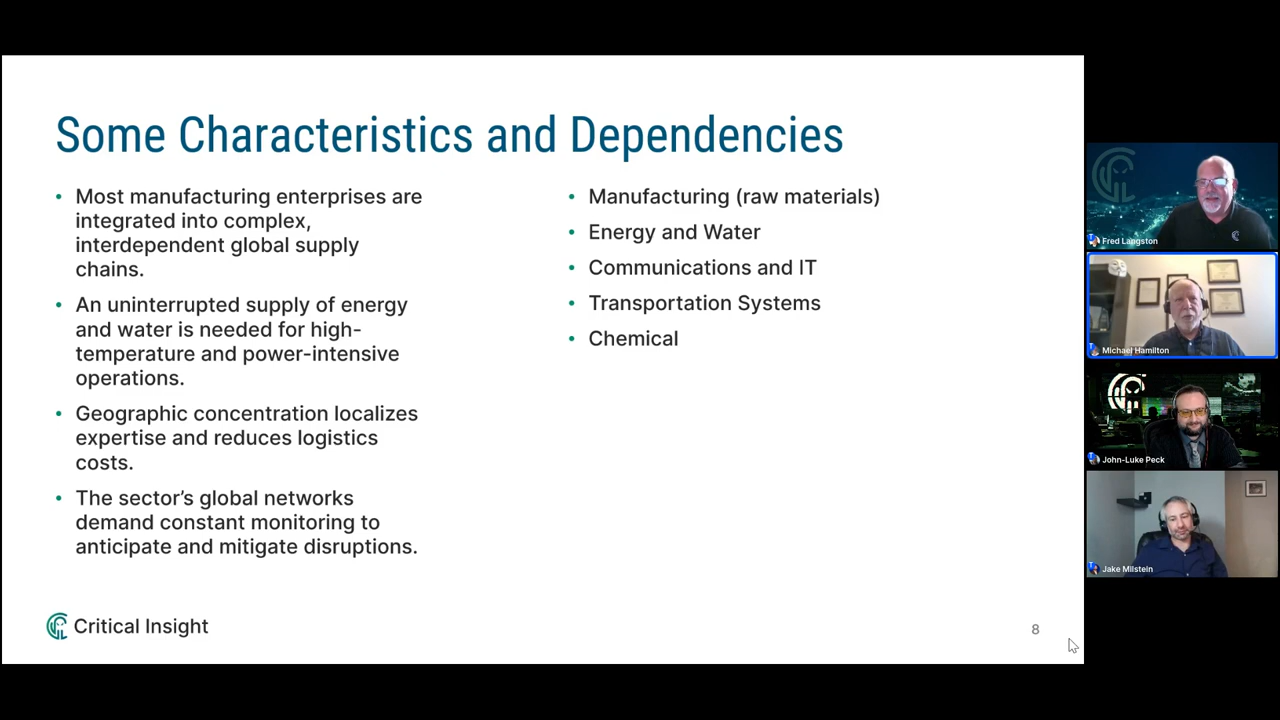 Some Characteristics and Dependencies
• Most manufacturing enterprises are
integrated into complex,
interdependent global supply
chains.
• An uninterrupted supply of energy
and water is needed for high-
temperature and power-intensive
operations.
• Geographic concentration localizes
expertise and reduces logistics
costs.
• The sector’s global networks
demand constant monitoring to
anticipate and mitigate disruptions.
• Manufacturing (raw materials)
• Energy and Water
• Communications and IT
• Transportation Systems
• Chemical
Critical Insight
8
Fred Langston
Michael Hamilton
John-Luke Peck
Jake Milstein